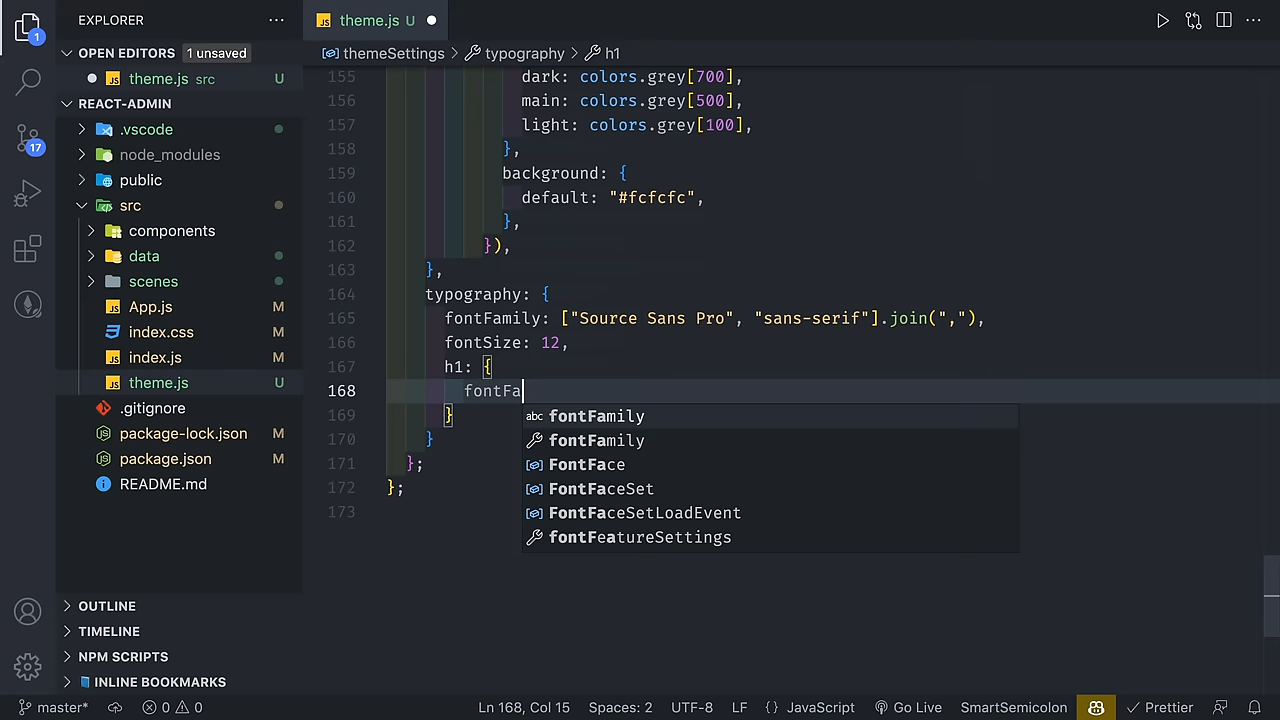 EXPLORER
theme.js U
OPEN EDITORS 1 unsaved
themeSettings > typography > h1
theme.js src U
REACT-ADMIN
.vscode
node_modules
public
src
components
data
scenes
App.js M
index.css M
index.js M
theme.js U
.gitignore
package-lock.json M
package.json M
README.md
OUTLINE
TIMELINE
NPM SCRIPTS
INLINE BOOKMARKS
1
17
155 dark: colors.grey[700],
156 main: colors.grey[500],
157 light: colors.grey[100],
158 },
159 background: {
160 default: "#fcfcfc",
161 },
162 }),
163 },
164 typography: {
165 fontFamily: ["Source Sans Pro", "sans-serif"].join(","),
166 fontSize: 12,
167 h1: {
168 fontFa
169 }
170 }
171 };
172 };
173
abc fontFamily
fontFamily
FontFace
FontFaceSet
FontFaceSetLoadEvent
fontFeatureSettings
master* 0 0 Ln 168, Col 15 Spaces: 2 UTF-8 LF {} JavaScript Go Live SmartSemicolon Prettier